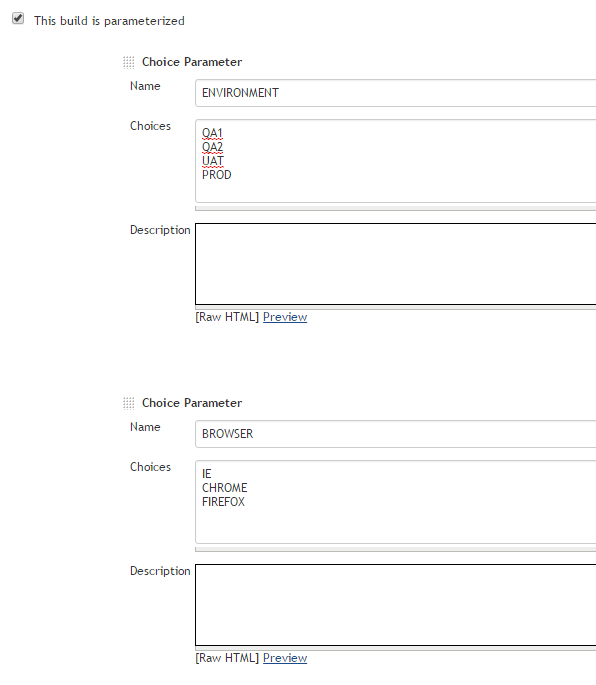 This build is parameterized
Choice Parameter
Name
ENVIRONMENT
Choices
QA1
QA2
UAT
PROD
Description
[Raw HTML] Preview
Choice Parameter
Name
BROWSER
Choices
IE
CHROME
FIREFOX
Description
[Raw HTML] Preview